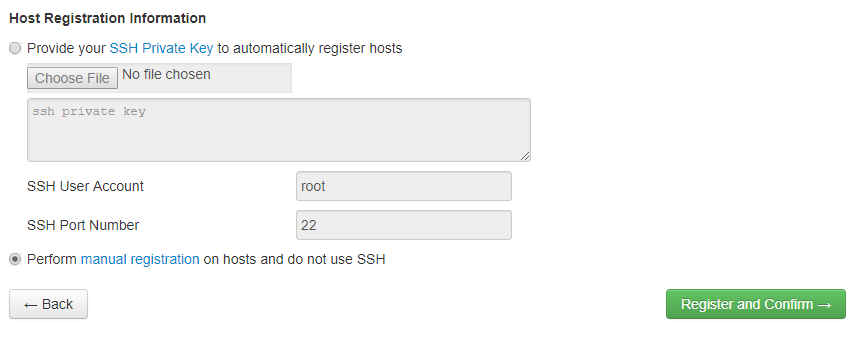 Host Registration Information
Provide your SSH Private Key to automatically register hosts
Choose File No file chosen
ssh private key
SSH User Account root
SSH Port Number 22
Perform manual registration on hosts and do not use SSH
← Back Register and Confirm →